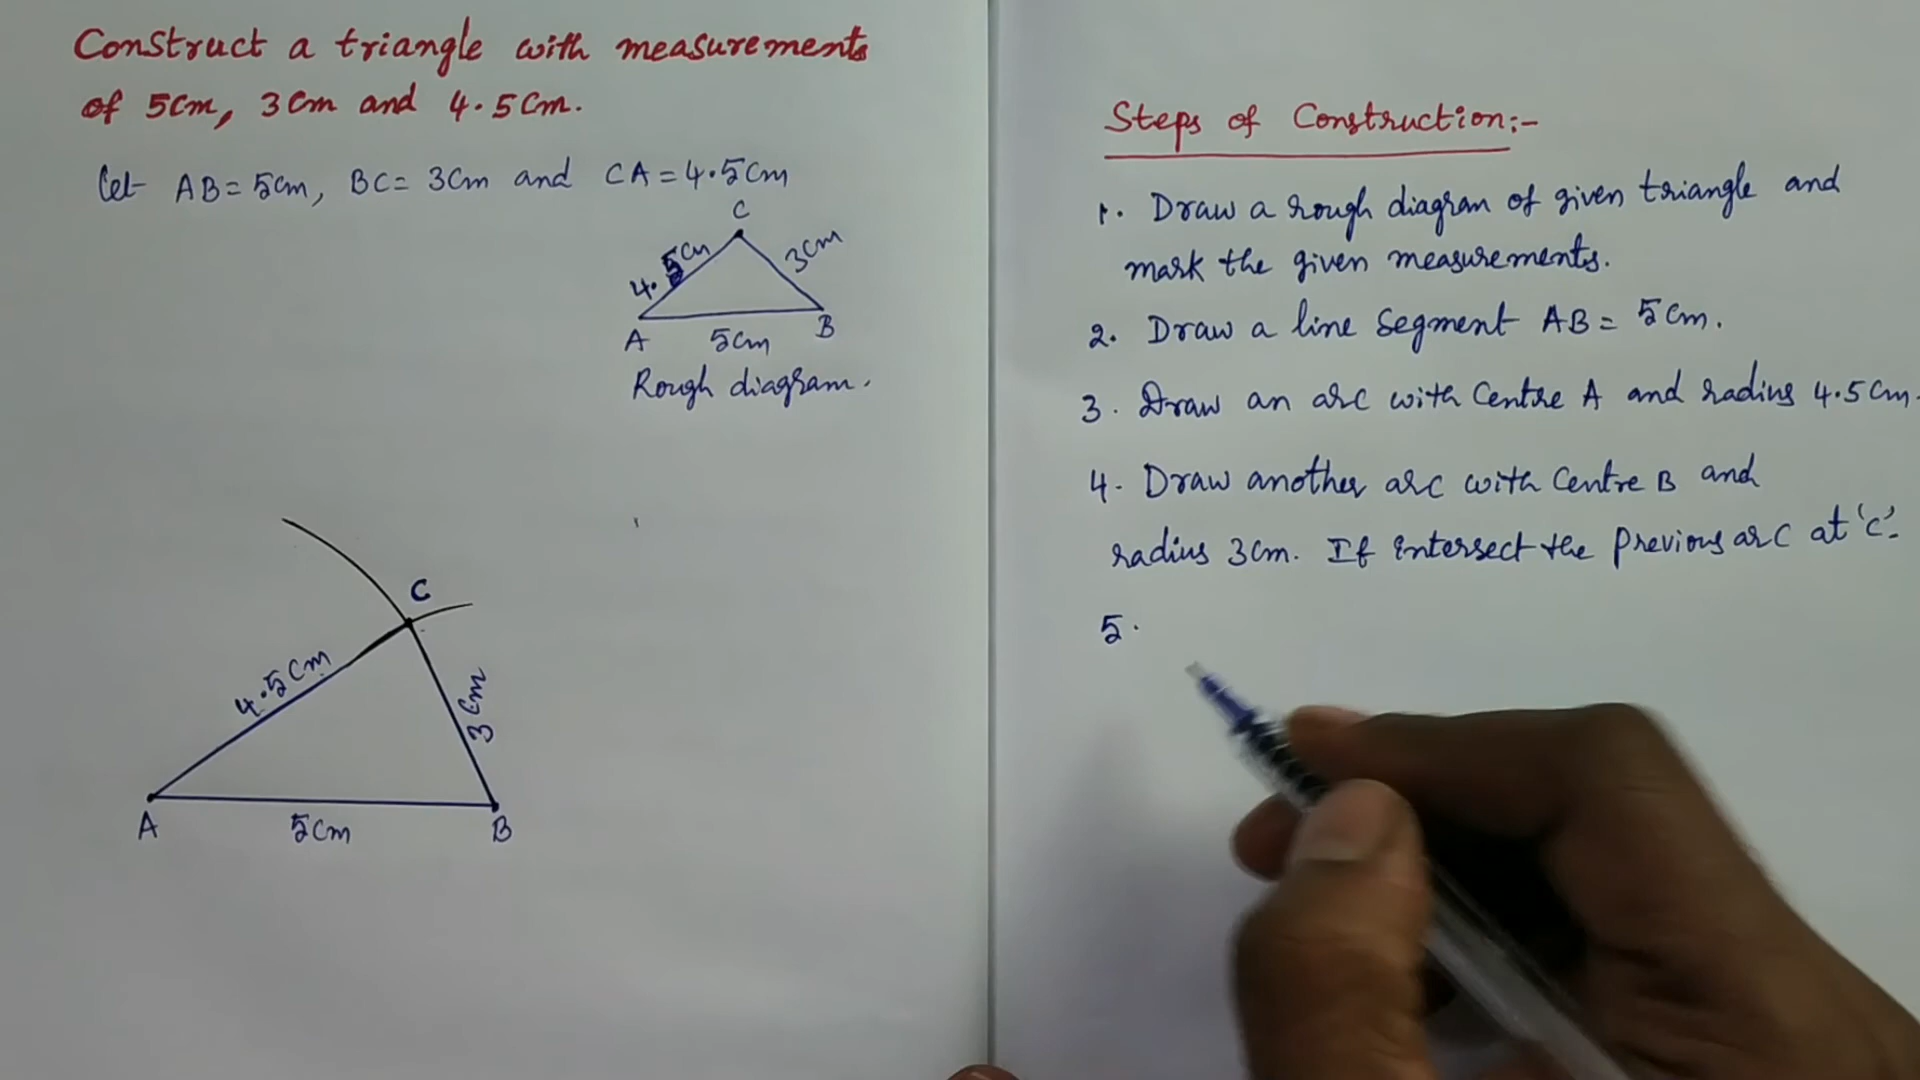 Construct a triangle with measurements
of 5cm, 3cm and 4.5cm.
let AB = 5cm, BC = 3cm and CA = 4.5cm
C
4.5cm
3cm
A
5cm
B
Rough diagram.
C
4.5cm
3cm
A
5cm
B
Steps of Construction:-
1. Draw a rough diagram of given triangle and
mark the given measurements.
2. Draw a line segment AB = 5cm.
3. Draw an arc with Centre A and radius 4.5cm.
4. Draw another arc with Centre B and
radius 3cm. If intersect the previous arc at 'C'.
5.